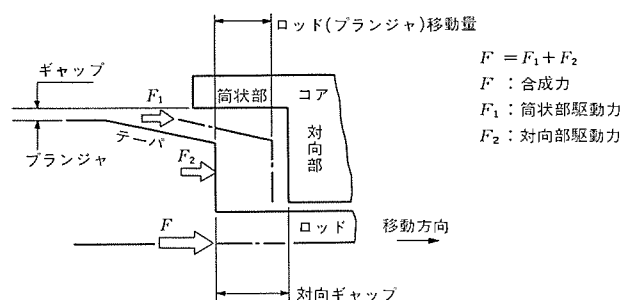 ロッド(プランジャ)移動量
ギャップ
F₁
筒状部
コア
対向部
テーパ
プランジャ
F₂
ロッド
移動方向
F
対向ギャップ
F = F₁ + F₂
F : 合成力
F₁ : 筒状部駆動力
F₂ : 対向部駆動力